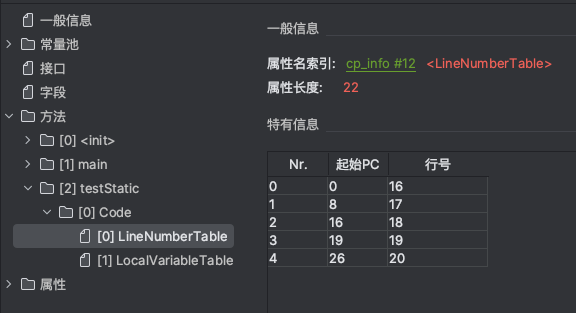 一般信息
常量池
接口
字段
方法
[0] <init>
[1] main
[2] testStatic
[0] Code
[0] LineNumberTable
[1] LocalVariableTable
属性
一般信息
属性名索引: cp_info #12 <LineNumberTable>
属性长度: 22
特有信息
Nr. 起始PC 行号
0 0 16
1 8 17
2 16 18
3 19 19
4 26 20